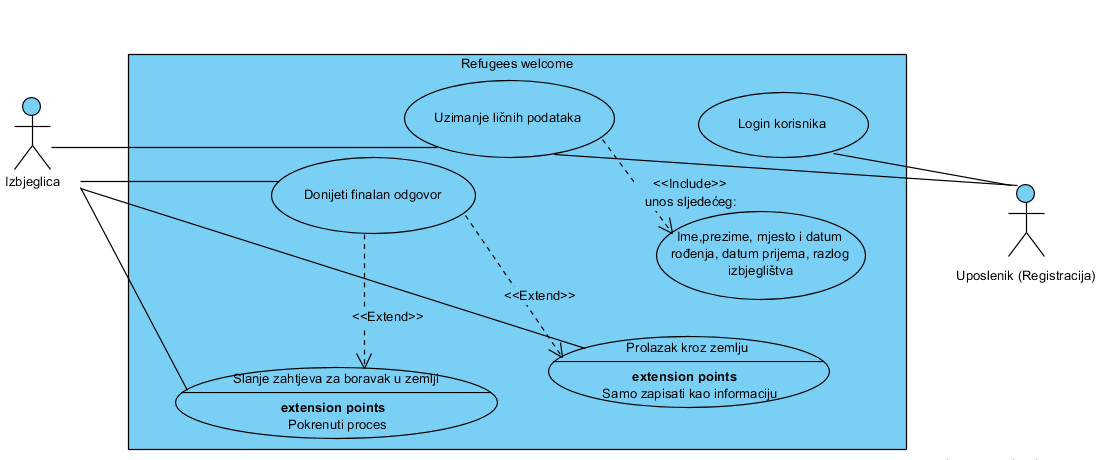 Refugees welcome
Uzimanje ličnih podataka
Login korisnika
Izbjeglica
Donijeti finalan odgovor
<<Include>>
unos sljedećeg:
Ime,prezime, mjesto i datum
rođenja, datum prijema, razlog
izbjeglištva
Uposlenik (Registracija)
<<Extend>>
<<Extend>>
Prolazak kroz zemlju
extension points
Samo zapisati kao informaciju
Slanje zahtjeva za boravak u zemlji
extension points
Pokrenuti proces